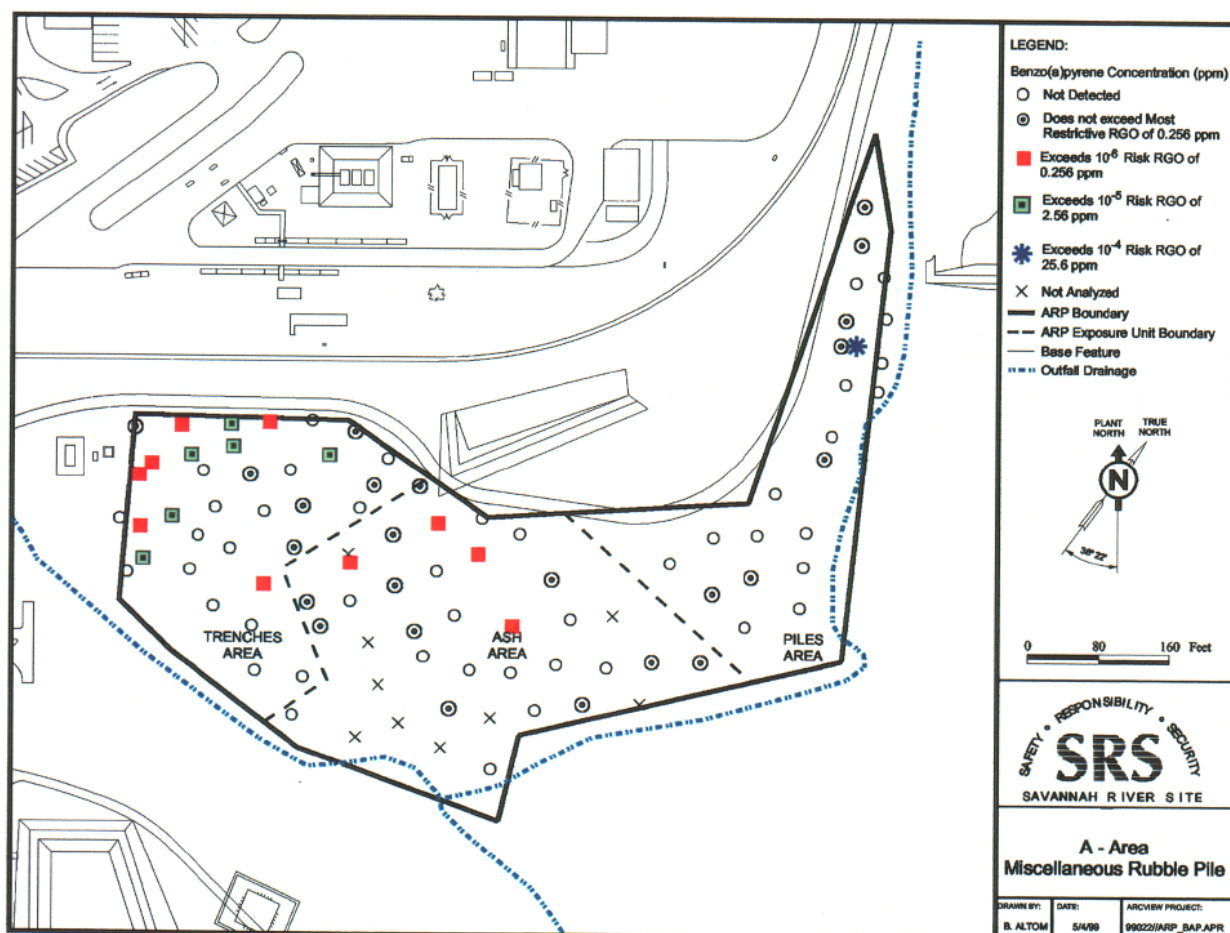 LEGEND:
Benzo(a)pyrene Concentration (ppm)
Not Detected
Does not exceed Most
Restrictive RGO of 0.256 ppm
Exceeds 10⁻⁶ Risk RGO of
0.256 ppm
Exceeds 10⁻⁵ Risk RGO of
2.56 ppm
Exceeds 10⁻⁴ Risk RGO of
25.6 ppm
Not Analyzed
ARP Boundary
ARP Exposure Unit Boundary
Base Feature
Outfall Drainage
PLANT NORTH
TRUE NORTH
N
38° 22'
TRENCHES
AREA
ASH
AREA
PILES
AREA
0 80 160 Feet
SAFETY • RESPONSIBILITY • SECURITY
SRS
SAVANNAH RIVER SITE
A - Area
Miscellaneous Rubble Pile
DRAWN BY: DATE: ARCVIEW PROJECT:
B. ALTOM 5/4/99 99022//ARP_BAP.APR